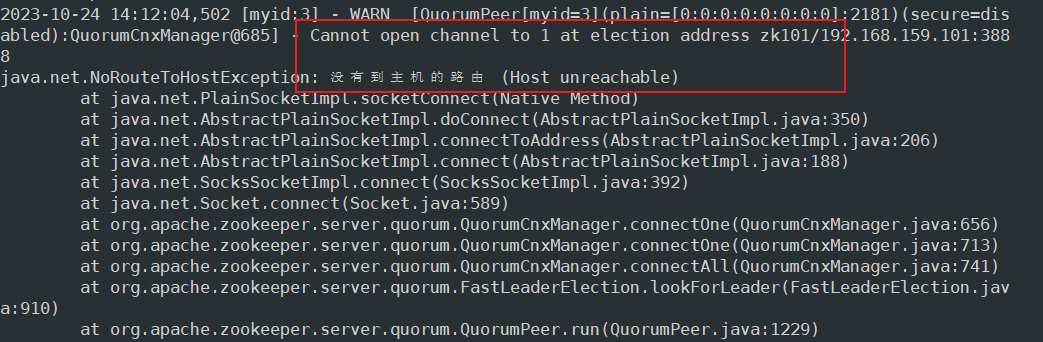 2023-10-24 14:12:04,502 [myid:3] - WARN  [QuorumPeer[myid=3](plain=[0:0:0:0:0:0:0:0]:2181)(secure=dis
abled):QuorumCnxManager@685] - Cannot open channel to 1 at election address zk101/192.168.159.101:388
8
java.net.NoRouteToHostException: 没有到主机的路由 (Host unreachable)
        at java.net.PlainSocketImpl.socketConnect(Native Method)
        at java.net.AbstractPlainSocketImpl.doConnect(AbstractPlainSocketImpl.java:350)
        at java.net.AbstractPlainSocketImpl.connectToAddress(AbstractPlainSocketImpl.java:206)
        at java.net.AbstractPlainSocketImpl.connect(AbstractPlainSocketImpl.java:188)
        at java.net.SocksSocketImpl.connect(SocksSocketImpl.java:392)
        at java.net.Socket.connect(Socket.java:589)
        at org.apache.zookeeper.server.quorum.QuorumCnxManager.connectOne(QuorumCnxManager.java:656)
        at org.apache.zookeeper.server.quorum.QuorumCnxManager.connectOne(QuorumCnxManager.java:713)
        at org.apache.zookeeper.server.quorum.QuorumCnxManager.connectAll(QuorumCnxManager.java:741)
        at org.apache.zookeeper.server.quorum.FastLeaderElection.lookForLeader(FastLeaderElection.jav
a:910)
        at org.apache.zookeeper.server.quorum.QuorumPeer.run(QuorumPeer.java:1229)